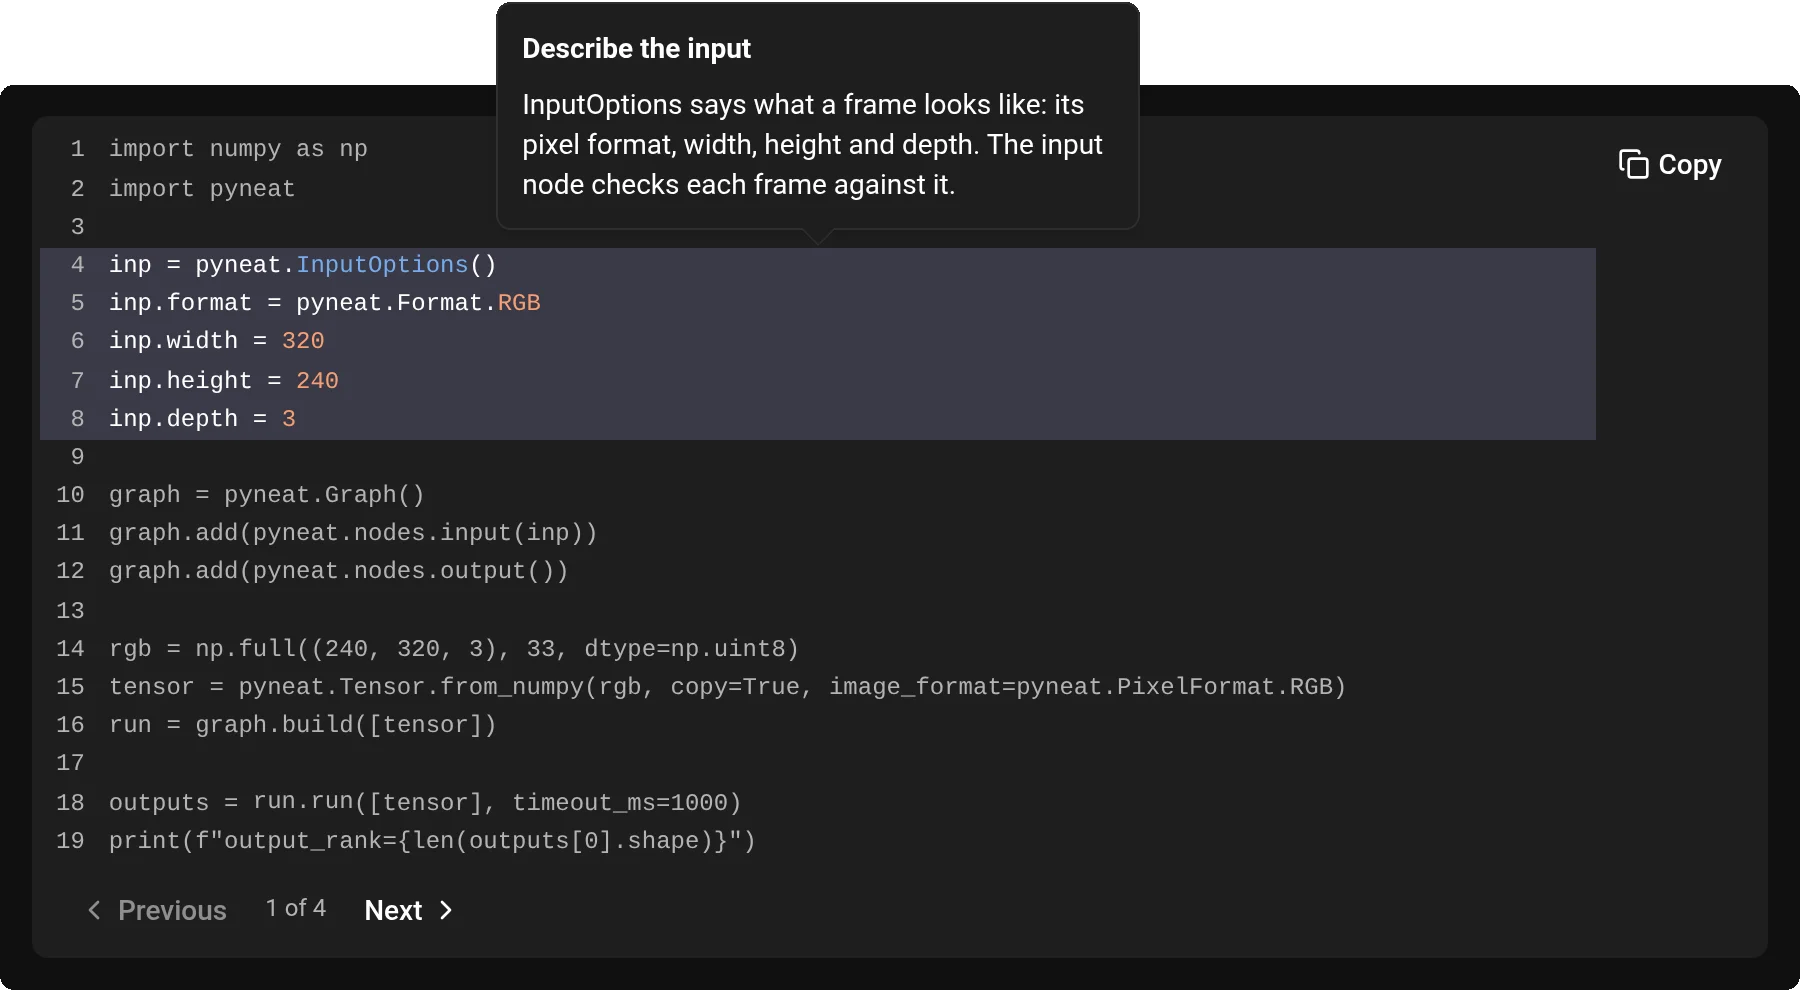 Describe the input
InputOptions says what a frame looks like: its
pixel format, width, height and depth. The input
node checks each frame against it.
Copy
1 import numpy as np
2 import pyneat
3
4 inp = pyneat.InputOptions()
5 inp.format = pyneat.Format.RGB
6 inp.width = 320
7 inp.height = 240
8 inp.depth = 3
9
10 graph = pyneat.Graph()
11 graph.add(pyneat.nodes.input(inp))
12 graph.add(pyneat.nodes.output())
13
14 rgb = np.full((240, 320, 3), 33, dtype=np.uint8)
15 tensor = pyneat.Tensor.from_numpy(rgb, copy=True, image_format=pyneat.PixelFormat.RGB)
16 run = graph.build([tensor])
17
18 outputs = run.run([tensor], timeout_ms=1000)
19 print(f"output_rank={len(outputs[0].shape)}")
Previous 1 of 4 Next